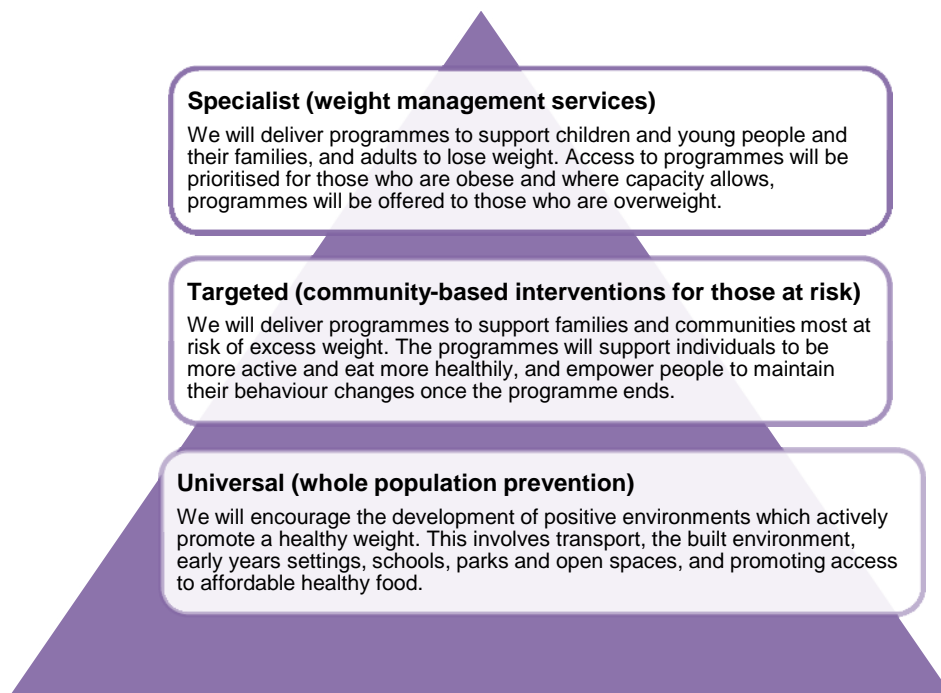 Specialist (weight management services)
We will deliver programmes to support children and young people and
their families, and adults to lose weight. Access to programmes will be
prioritised for those who are obese and where capacity allows,
programmes will be offered to those who are overweight.
Targeted (community-based interventions for those at risk)
We will deliver programmes to support families and communities most at
risk of excess weight. The programmes will support individuals to be
more active and eat more healthily, and empower people to maintain
their behaviour changes once the programme ends.
Universal (whole population prevention)
We will encourage the development of positive environments which actively
promote a healthy weight. This involves transport, the built environment,
early years settings, schools, parks and open spaces, and promoting access
to affordable healthy food.